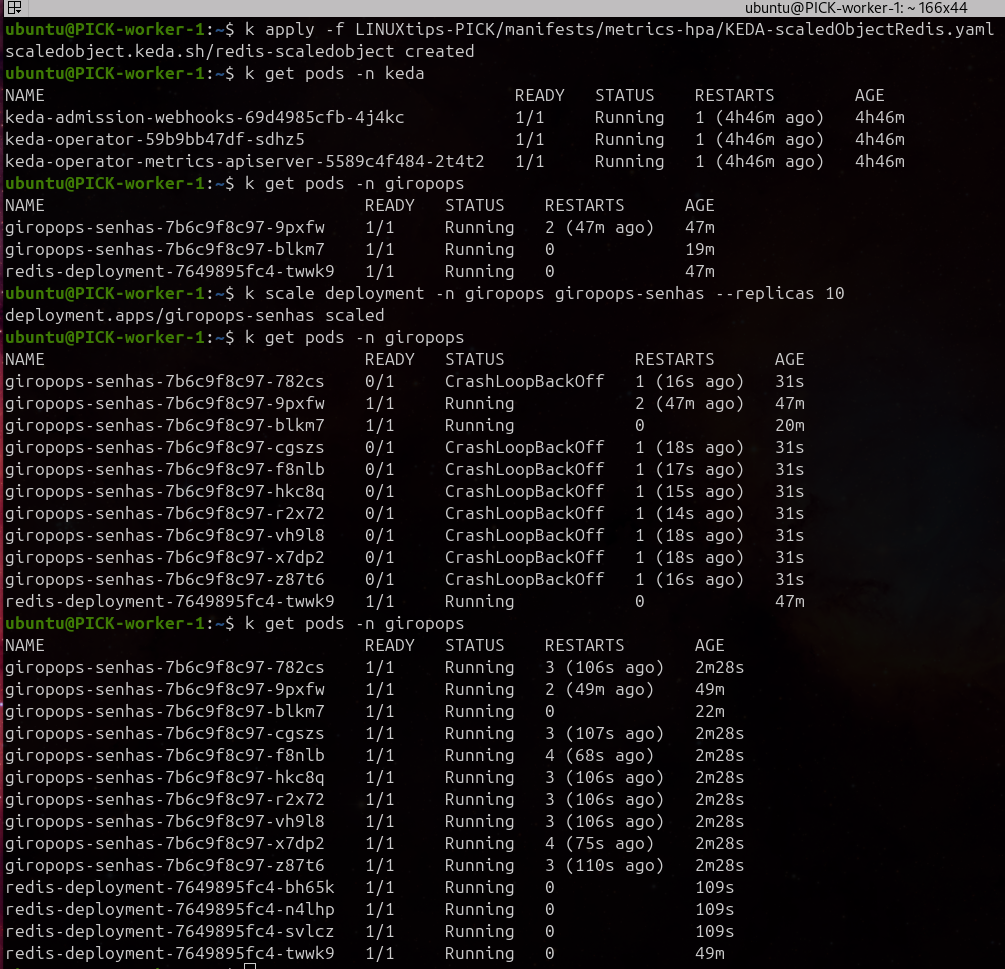 ubuntu@PICK-worker-1: ~ 166x44
ubuntu@PICK-worker-1:~$ k apply -f LINUXtips-PICK/manifests/metrics-hpa/KEDA-scaledObjectRedis.yaml
scaledobject.keda.sh/redis-scaledobject created
ubuntu@PICK-worker-1:~$ k get pods -n keda
NAME READY STATUS RESTARTS AGE
keda-admission-webhooks-69d4985cfb-4j4kc 1/1 Running 1 (4h46m ago) 4h46m
keda-operator-59b9bb47df-sdhz5 1/1 Running 1 (4h46m ago) 4h46m
keda-operator-metrics-apiserver-5589c4f484-2t4t2 1/1 Running 1 (4h46m ago) 4h46m
ubuntu@PICK-worker-1:~$ k get pods -n giropops
NAME READY STATUS RESTARTS AGE
giropops-senhas-7b6c9f8c97-9pxfw 1/1 Running 2 (47m ago) 47m
giropops-senhas-7b6c9f8c97-blkm7 1/1 Running 0 19m
redis-deployment-7649895fc4-twwk9 1/1 Running 0 47m
ubuntu@PICK-worker-1:~$ k scale deployment -n giropops giropops-senhas --replicas 10
deployment.apps/giropops-senhas scaled
ubuntu@PICK-worker-1:~$ k get pods -n giropops
NAME READY STATUS RESTARTS AGE
giropops-senhas-7b6c9f8c97-782cs 0/1 CrashLoopBackOff 1 (16s ago) 31s
giropops-senhas-7b6c9f8c97-9pxfw 1/1 Running 2 (47m ago) 47m
giropops-senhas-7b6c9f8c97-blkm7 1/1 Running 0 20m
giropops-senhas-7b6c9f8c97-cgszs 0/1 CrashLoopBackOff 1 (18s ago) 31s
giropops-senhas-7b6c9f8c97-f8nlb 0/1 CrashLoopBackOff 1 (17s ago) 31s
giropops-senhas-7b6c9f8c97-hkc8q 0/1 CrashLoopBackOff 1 (15s ago) 31s
giropops-senhas-7b6c9f8c97-r2x72 0/1 CrashLoopBackOff 1 (14s ago) 31s
giropops-senhas-7b6c9f8c97-vh9l8 0/1 CrashLoopBackOff 1 (18s ago) 31s
giropops-senhas-7b6c9f8c97-x7dp2 0/1 CrashLoopBackOff 1 (18s ago) 31s
giropops-senhas-7b6c9f8c97-z87t6 0/1 CrashLoopBackOff 1 (16s ago) 31s
redis-deployment-7649895fc4-twwk9 1/1 Running 0 47m
ubuntu@PICK-worker-1:~$ k get pods -n giropops
NAME READY STATUS RESTARTS AGE
giropops-senhas-7b6c9f8c97-782cs 1/1 Running 3 (106s ago) 2m28s
giropops-senhas-7b6c9f8c97-9pxfw 1/1 Running 2 (49m ago) 49m
giropops-senhas-7b6c9f8c97-blkm7 1/1 Running 0 22m
giropops-senhas-7b6c9f8c97-cgszs 1/1 Running 3 (107s ago) 2m28s
giropops-senhas-7b6c9f8c97-f8nlb 1/1 Running 4 (68s ago) 2m28s
giropops-senhas-7b6c9f8c97-hkc8q 1/1 Running 3 (106s ago) 2m28s
giropops-senhas-7b6c9f8c97-r2x72 1/1 Running 3 (106s ago) 2m28s
giropops-senhas-7b6c9f8c97-vh9l8 1/1 Running 3 (106s ago) 2m28s
giropops-senhas-7b6c9f8c97-x7dp2 1/1 Running 4 (75s ago) 2m28s
giropops-senhas-7b6c9f8c97-z87t6 1/1 Running 3 (110s ago) 2m28s
redis-deployment-7649895fc4-bh65k 1/1 Running 0 109s
redis-deployment-7649895fc4-n4lhp 1/1 Running 0 109s
redis-deployment-7649895fc4-svlcz 1/1 Running 0 109s
redis-deployment-7649895fc4-twwk9 1/1 Running 0 49m